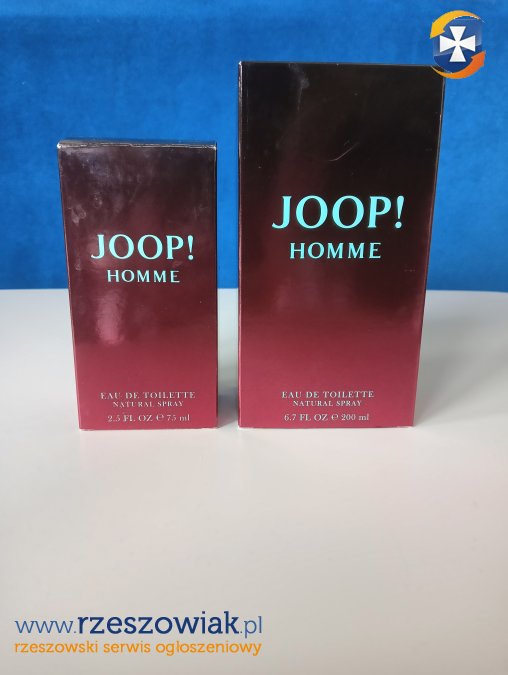 JOOP!
HOMME
EAU DE TOILETTE
NATURAL SPRAY
2.5 FL OZ ℮ 75 ml
JOOP!
HOMME
EAU DE TOILETTE
NATURAL SPRAY
6.7 FL OZ ℮ 200 ml
www.rzeszowiak.pl
rzeszowski serwis ogłoszeniowy